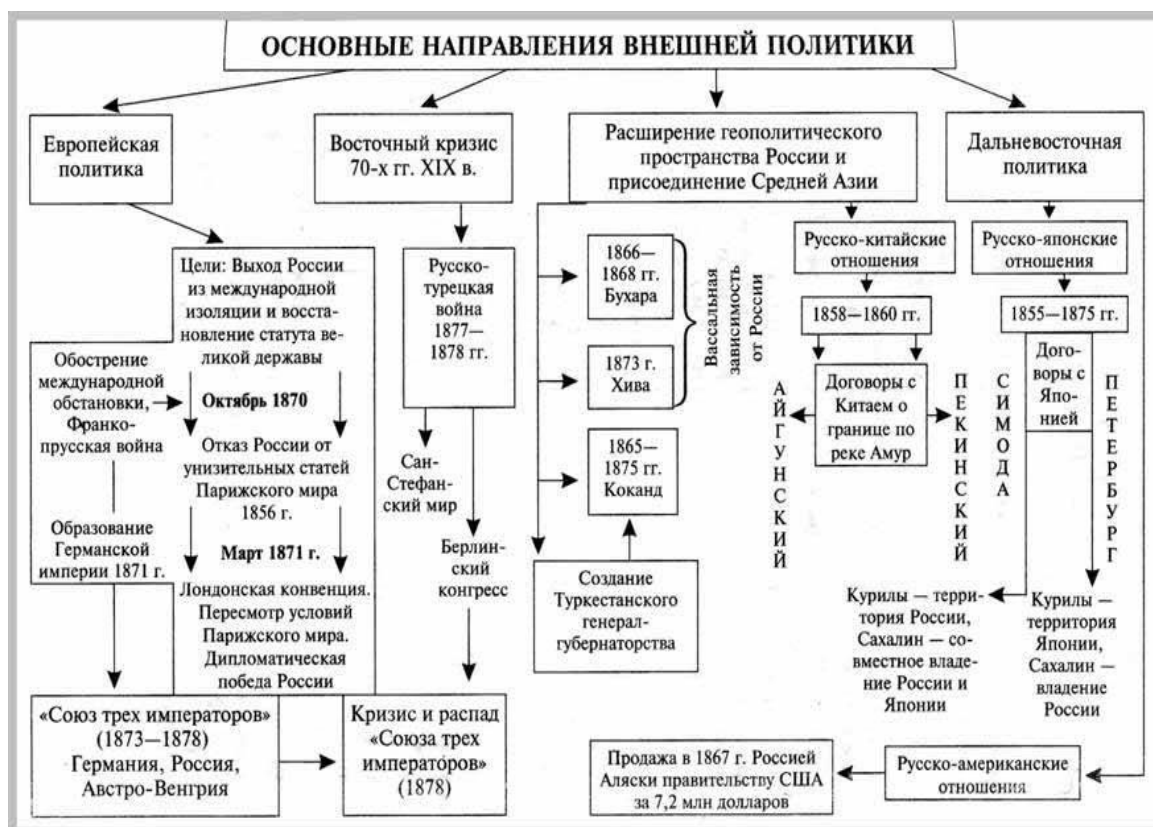 ОСНОВНЫЕ НАПРАВЛЕНИЯ ВНЕШНЕЙ ПОЛИТИКИ
Европейская
политика
Восточный кризис
70-х гг. XIX в.
Расширение геополитического
пространства России и
присоединение Средней Азии
Дальневосточная
политика
Цели: Выход России
из международной
изоляции и восста-
новление статута ве-
ликой державы
Обострение
международной
обстановки,
Франко-
прусская война
Октябрь 1870
Отказ России от
унизительных статей
Парижского мира
1856 г.
Образование
Германской
империи 1871 г.
Март 1871 г.
Лондонская конвенция.
Пересмотр условий
Парижского мира.
Дипломатическая
победа России
«Союз трех императоров»
(1873—1878)
Германия, Россия,
Австро-Венгрия
Кризис и распад
«Союза трех
императоров»
(1878)
Русско-
турецкая
война
1877—
1878 гг.
Сан-
Стефан-
ский мир
Берлин-
ский
конгресс
1866—
1868 гг.
Бухара
1873 г.
Хива
Вассальная
зависимость
от России
1865—
1875 гг.
Коканд
Создание
Туркестанского
генерал-
губернаторства
Русско-китайские
отношения
1858—1860 гг.
Договоры с
Китаем о
границе по
реке Амур
АЙГУНСКИЙ
ПЕКИНСКИЙ
Русско-японские
отношения
1855—1875 гг.
Дого-
воры с
Япо-
нией
СИМОДА
ПЕТЕРБУРГ
Курилы — терри-
тория России,
Сахалин — со-
вместное владе-
ние России и
Японии
Курилы —
территория
Японии,
Сахалин —
владение
России
Продажа в 1867 г. Россией
Аляски правительству США
за 7,2 млн долларов
Русско-американские
отношения